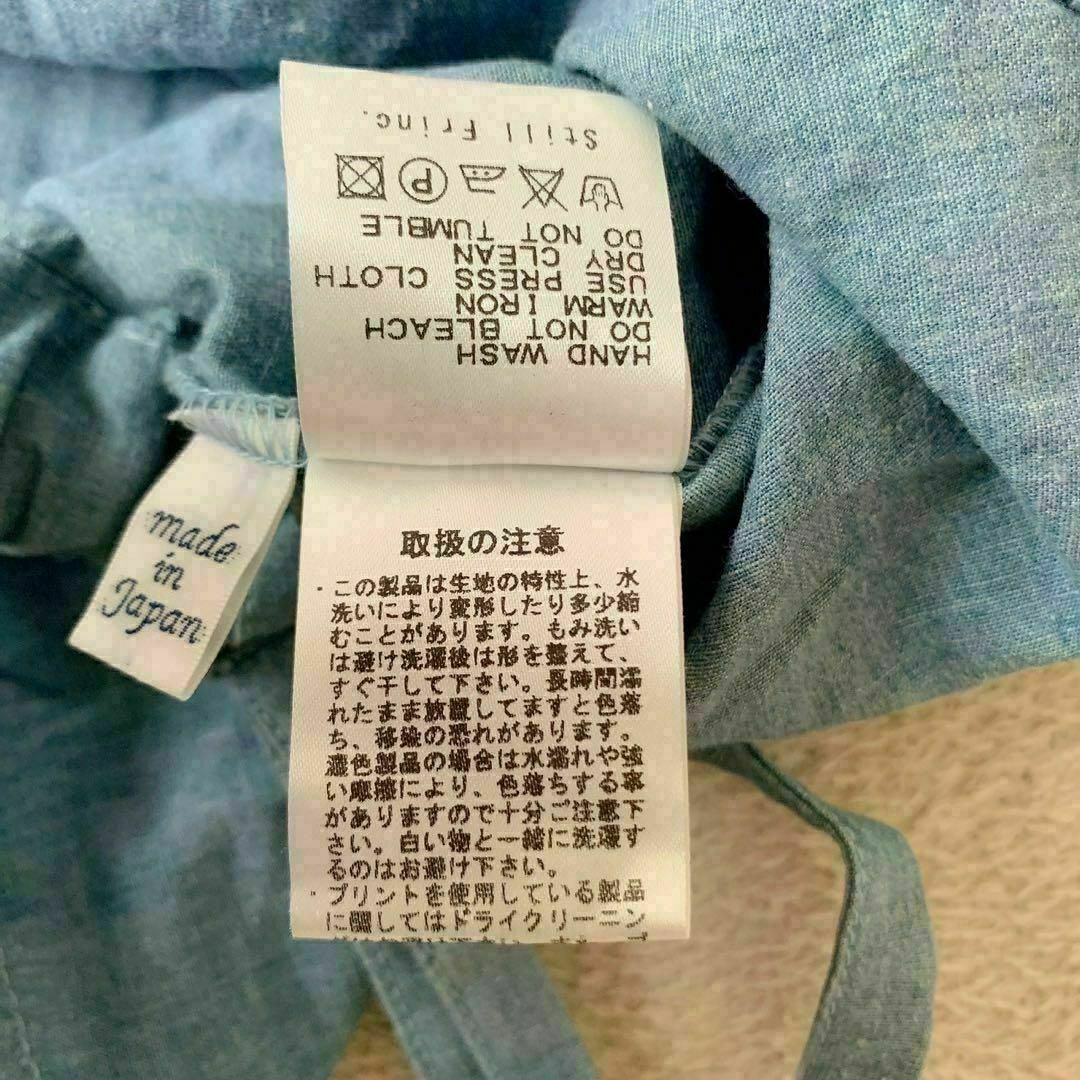 HAND WASH
DO NOT BLEACH
WARM IRON
USE PRESS CLOTH
DRY CLEAN
DO NOT TUMBLE
P
Still Frinc.
made
in
Japan
取扱の注意
・この製品は生地の特性上、水
洗いにより変形したり多少縮
むことがあります。もみ洗い
は避け洗濯後は形を整えて、
すぐ干して下さい。長時間濡
れたまま放置してますと色落
ち、移染の恐れがあります。
濃色製品の場合は水濡れや強
い摩擦により、色落ちする事
がありますので十分ご注意下
さい。白い物と一緒に洗濯す
るのはお避け下さい。
・プリントを使用している製品
に関してはドライクリーニン